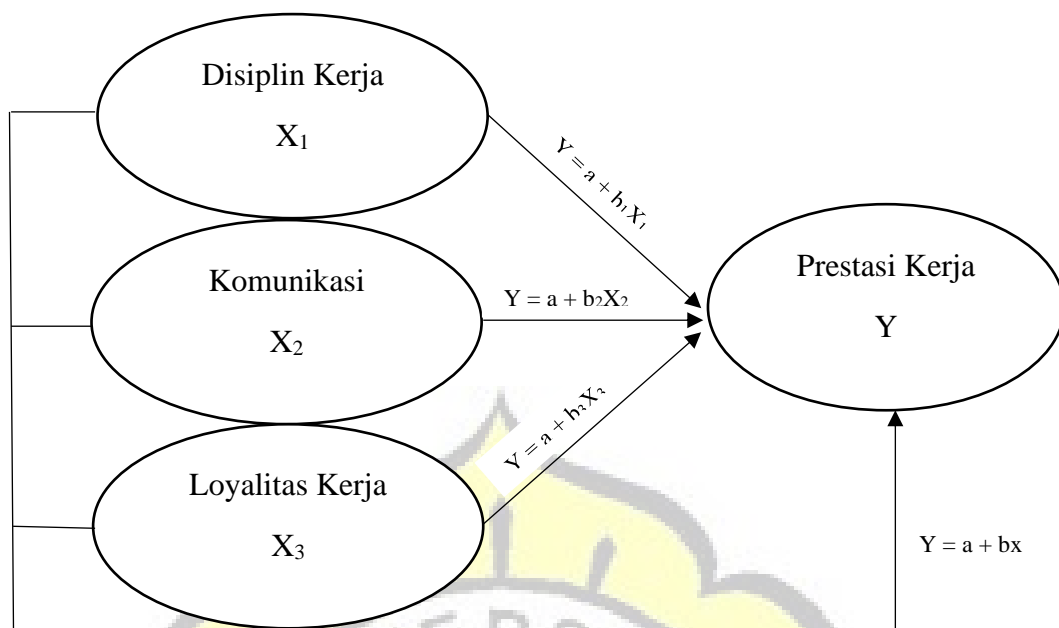 Disiplin Kerja
X₁
Y = a + b₁X₁
Komunikasi
X₂
Y = a + b₂X₂
Prestasi Kerja
Y
Loyalitas Kerja
X₃
Y = a + b₃X₃
Y = a + bx